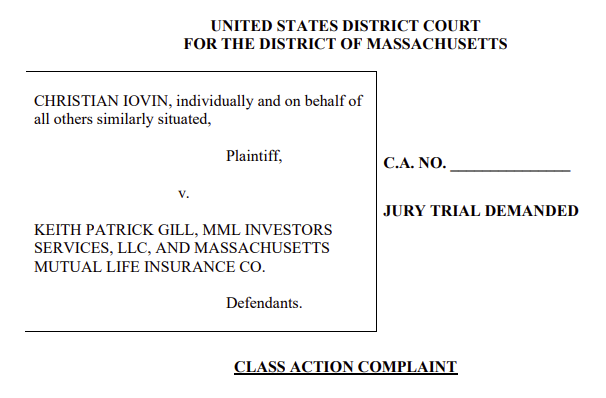 UNITED STATES DISTRICT COURT
FOR THE DISTRICT OF MASSACHUSETTS
CHRISTIAN IOVIN, individually and on behalf of
all others similarly situated,
Plaintiff,
v.
KEITH PATRICK GILL, MML INVESTORS
SERVICES, LLC, AND MASSACHUSETTS
MUTUAL LIFE INSURANCE CO.
Defendants.
C.A. NO. _______________
JURY TRIAL DEMANDED
CLASS ACTION COMPLAINT